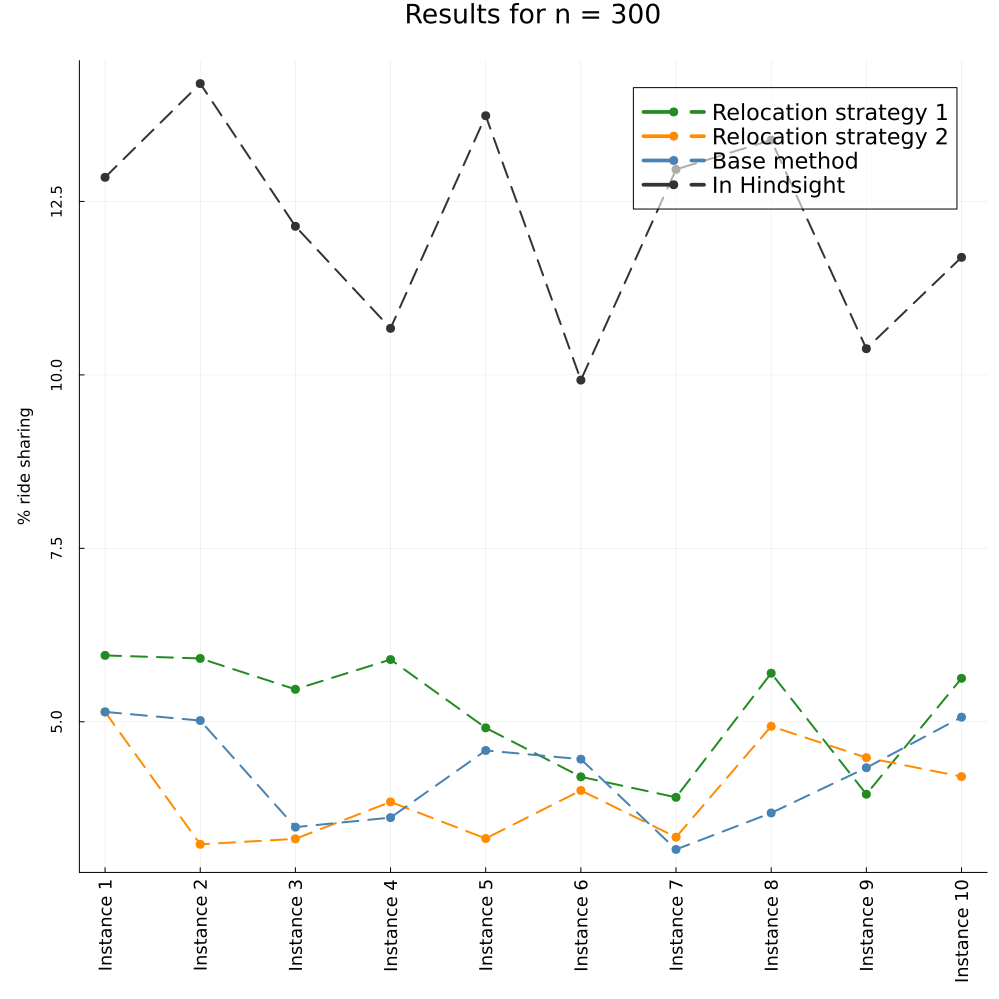 Results for n = 300
Relocation strategy 1
Relocation strategy 2
Base method
In Hindsight
% ride sharing
12.5
10.0
7.5
5.0
Instance 1
Instance 2
Instance 3
Instance 4
Instance 5
Instance 6
Instance 7
Instance 8
Instance 9
Instance 10